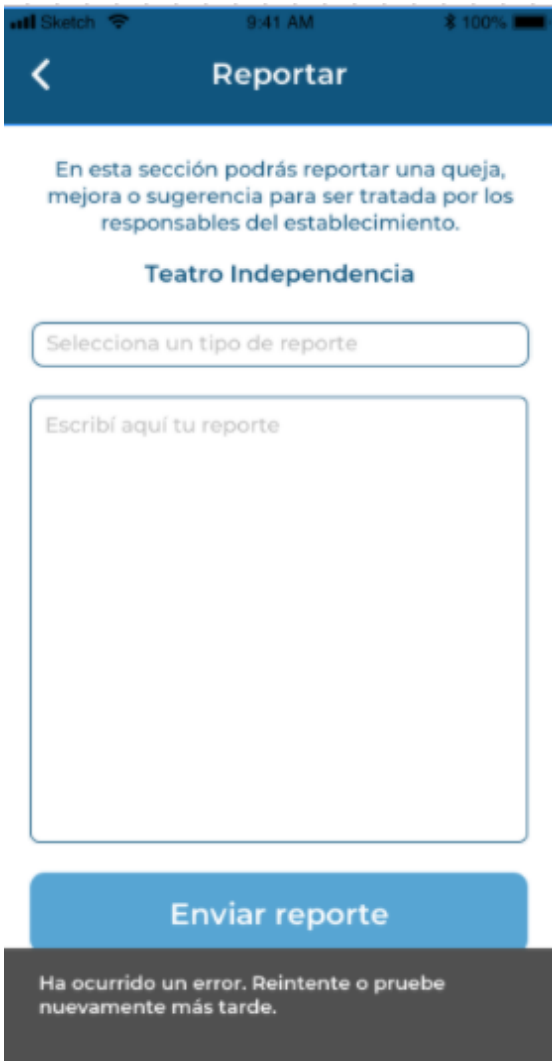 Sketch 9:41 AM 100%
Reportar
En esta sección podrás reportar una queja,
mejora o sugerencia para ser tratada por los
responsables del establecimiento.
Teatro Independencia
Selecciona un tipo de reporte
Escribí aquí tu reporte
Enviar reporte
Ha ocurrido un error. Reintente o pruebe
nuevamente más tarde.